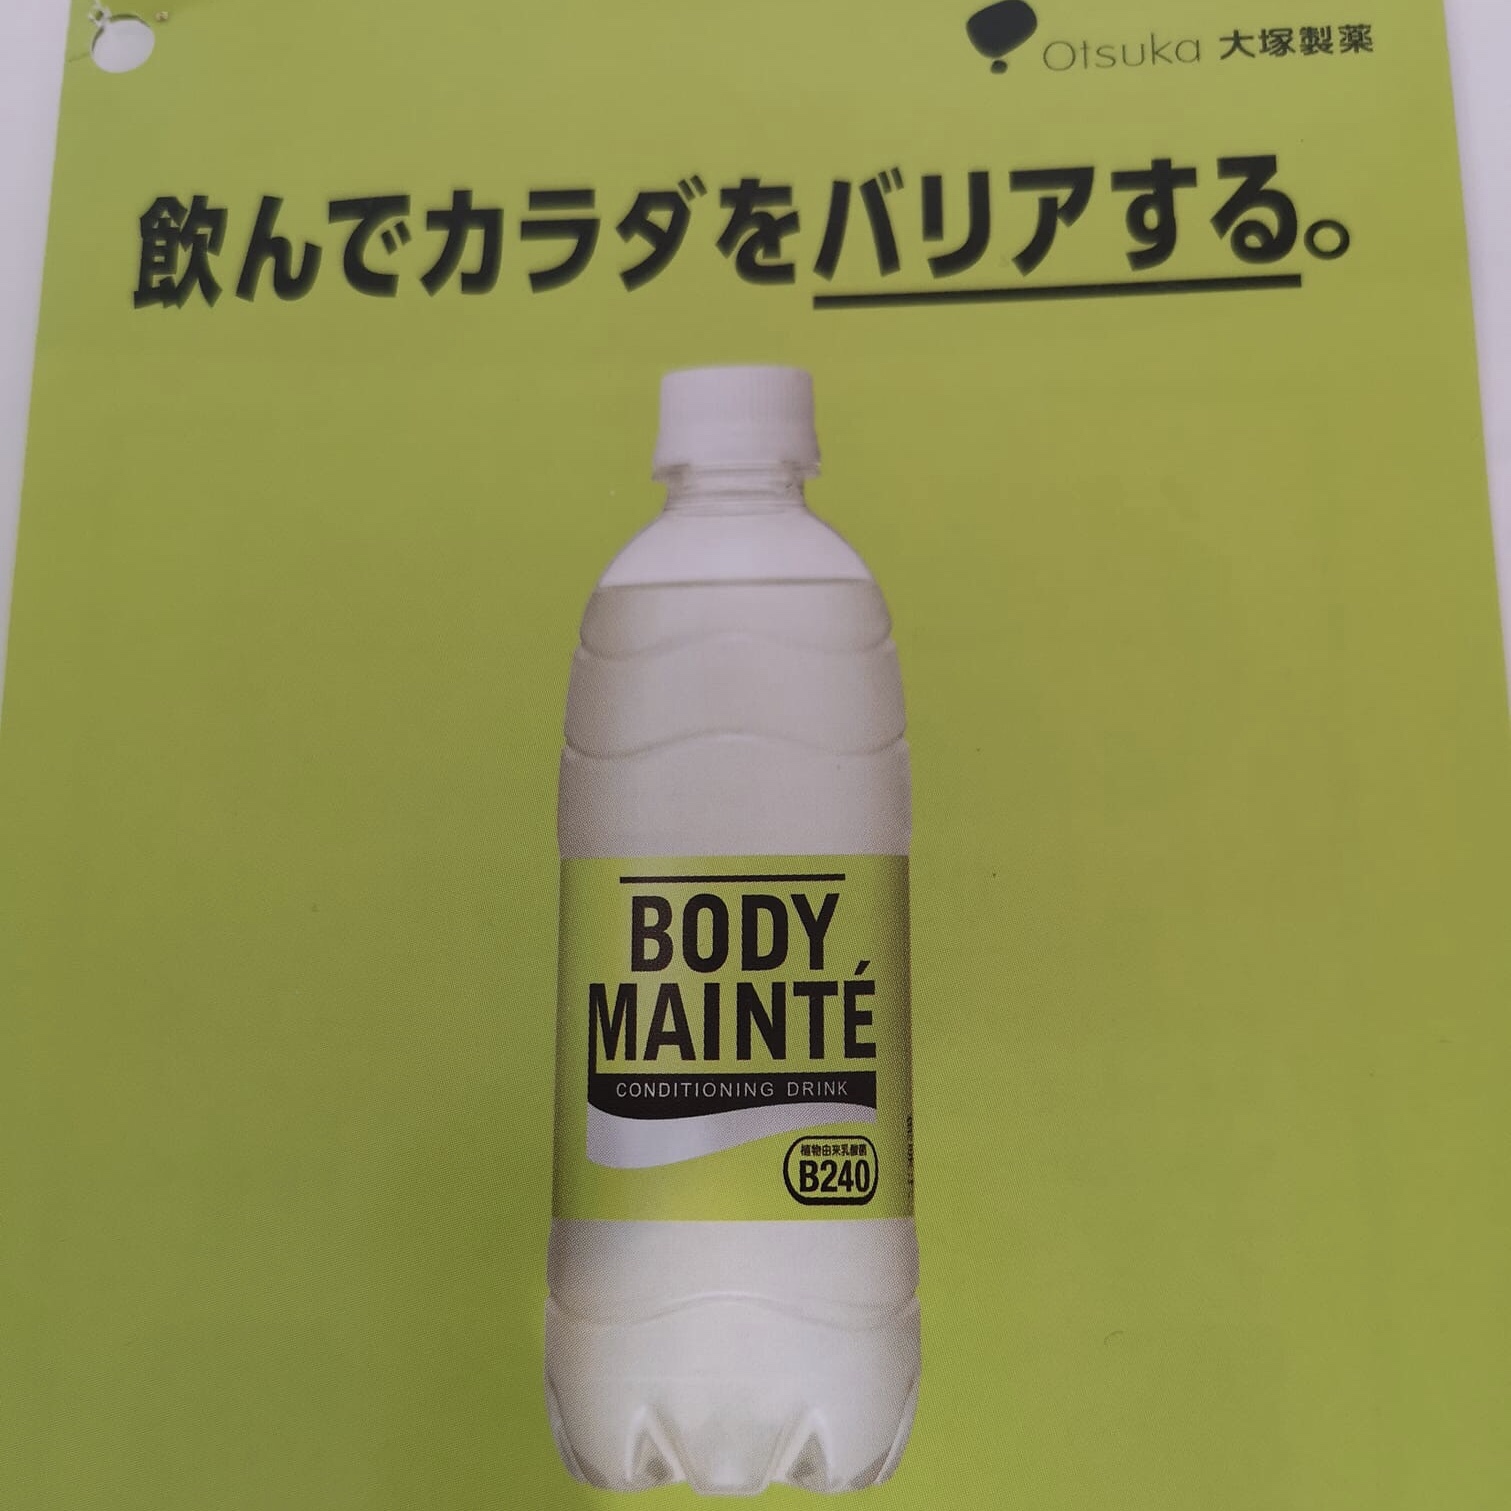 Otsuka 大塚製薬
飲んでカラダをバリアする。
BODY
MAINTÉ
CONDITIONING DRINK
植物由来乳酸菌
B240